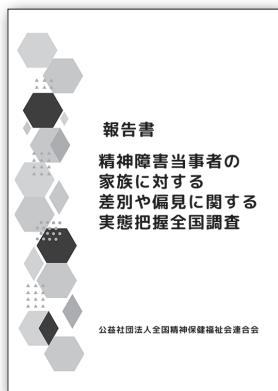 報告書
精神障害当事者の
家族に対する
差別や偏見に関する
実態把握全国調査
公益社団法人全国精神保健福祉会連合会